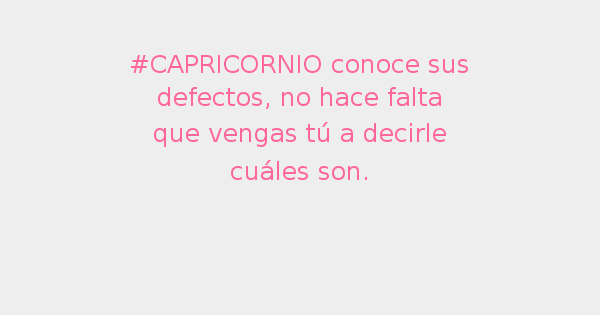 #CAPRICORNIO conoce sus
defectos, no hace falta
que vengas tú a decirle
cuáles son.